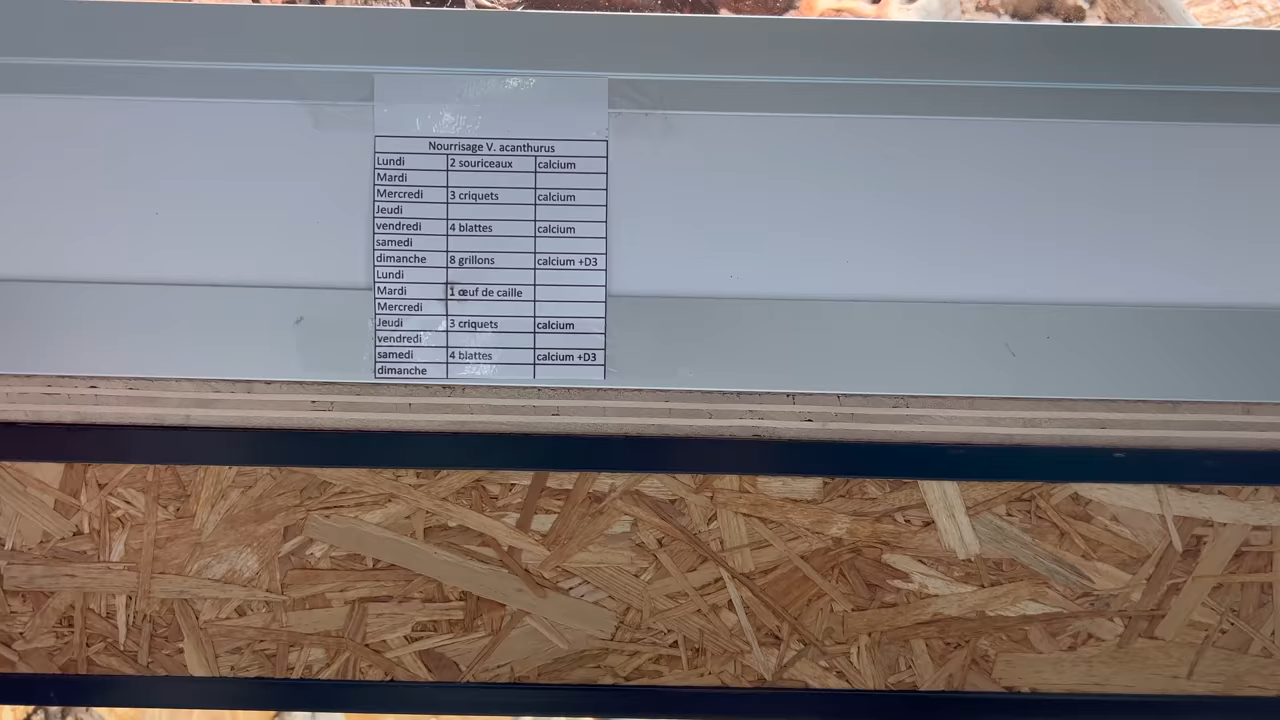 Nourrisage V. acanthurus
Lundi 2 souriceaux calcium
Mardi
Mercredi 3 criquets calcium
Jeudi
vendredi 4 blattes calcium
samedi
dimanche 8 grillons calcium +D3
Lundi
Mardi 1 œuf de caille
Mercredi
Jeudi 3 criquets calcium
vendredi
samedi 4 blattes calcium +D3
dimanche